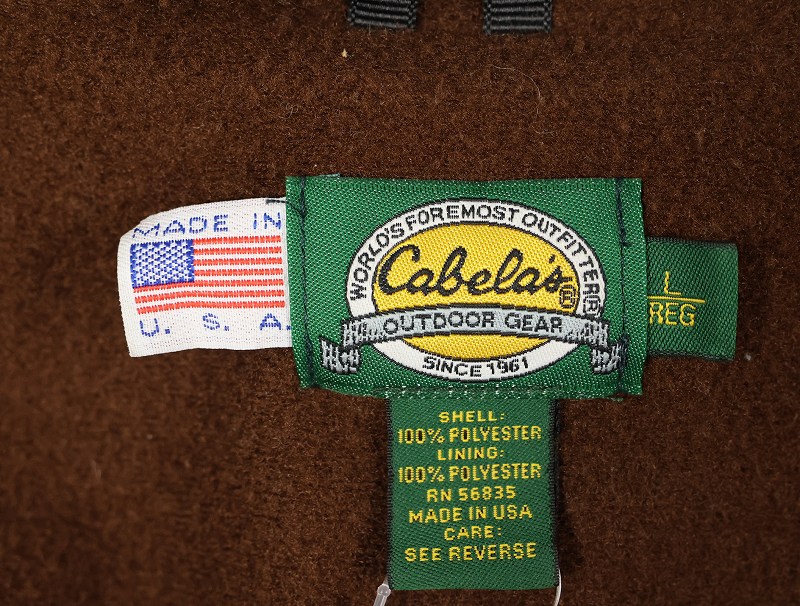 MADE IN
U. S. A.
WORLD'S FOREMOST OUTFITTER®
Cabela's®
OUTDOOR GEAR
SINCE 1961
L
REG
SHELL:
100% POLYESTER
LINING:
100% POLYESTER
RN 56835
MADE IN USA
CARE:
SEE REVERSE